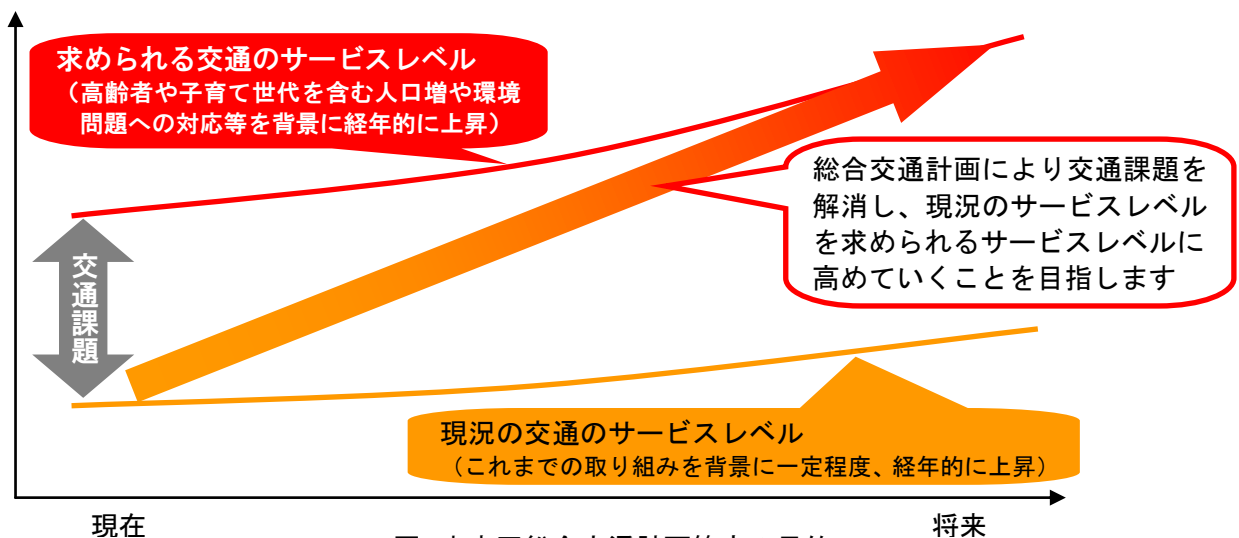 求められる交通のサービスレベル
（高齢者や子育て世代を含む人口増や環境
問題への対応等を背景に経年的に上昇）
総合交通計画により交通課題を
解消し、現況のサービスレベル
を求められるサービスレベルに
高めていくことを目指します
交通課題
現況の交通のサービスレベル
（これまでの取り組みを背景に一定程度、経年的に上昇）
現在
将来